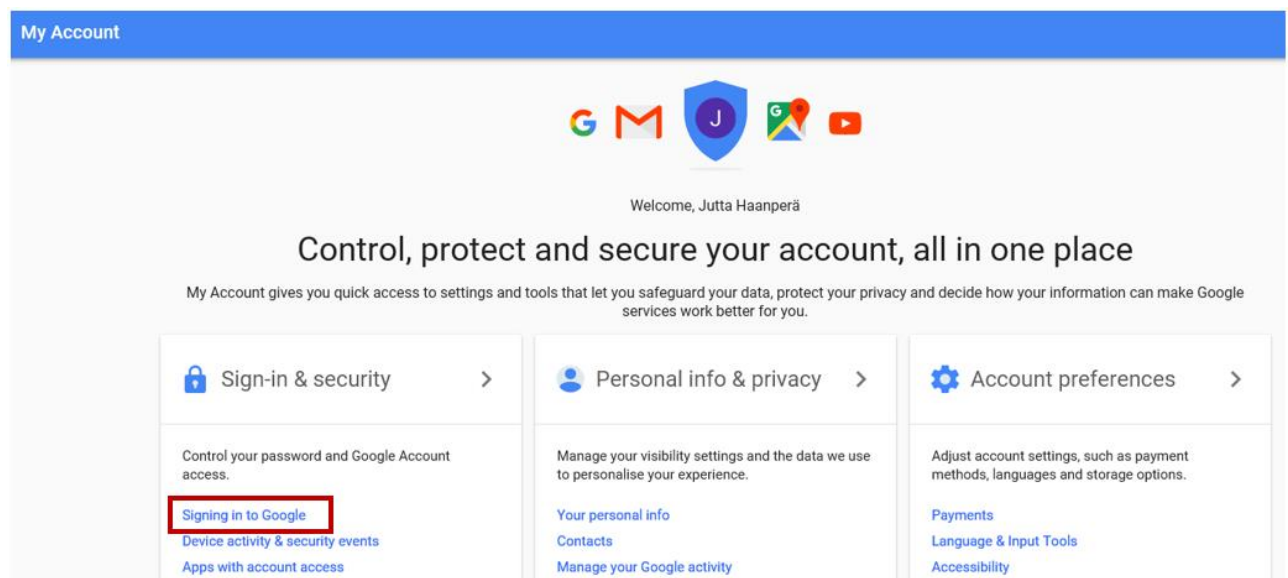 My Account
J
Welcome, Jutta Haanperä
Control, protect and secure your account, all in one place
My Account gives you quick access to settings and tools that let you safeguard your data, protect your privacy and decide how your information can make Google
services work better for you.
Sign-in & security
Control your password and Google Account
access.
Signing in to Google
Device activity & security events
Apps with account access
Personal info & privacy
Manage your visibility settings and the data we use
to personalise your experience.
Your personal info
Contacts
Manage your Google activity
Account preferences
Adjust account settings, such as payment
methods, languages and storage options.
Payments
Language & Input Tools
Accessibility